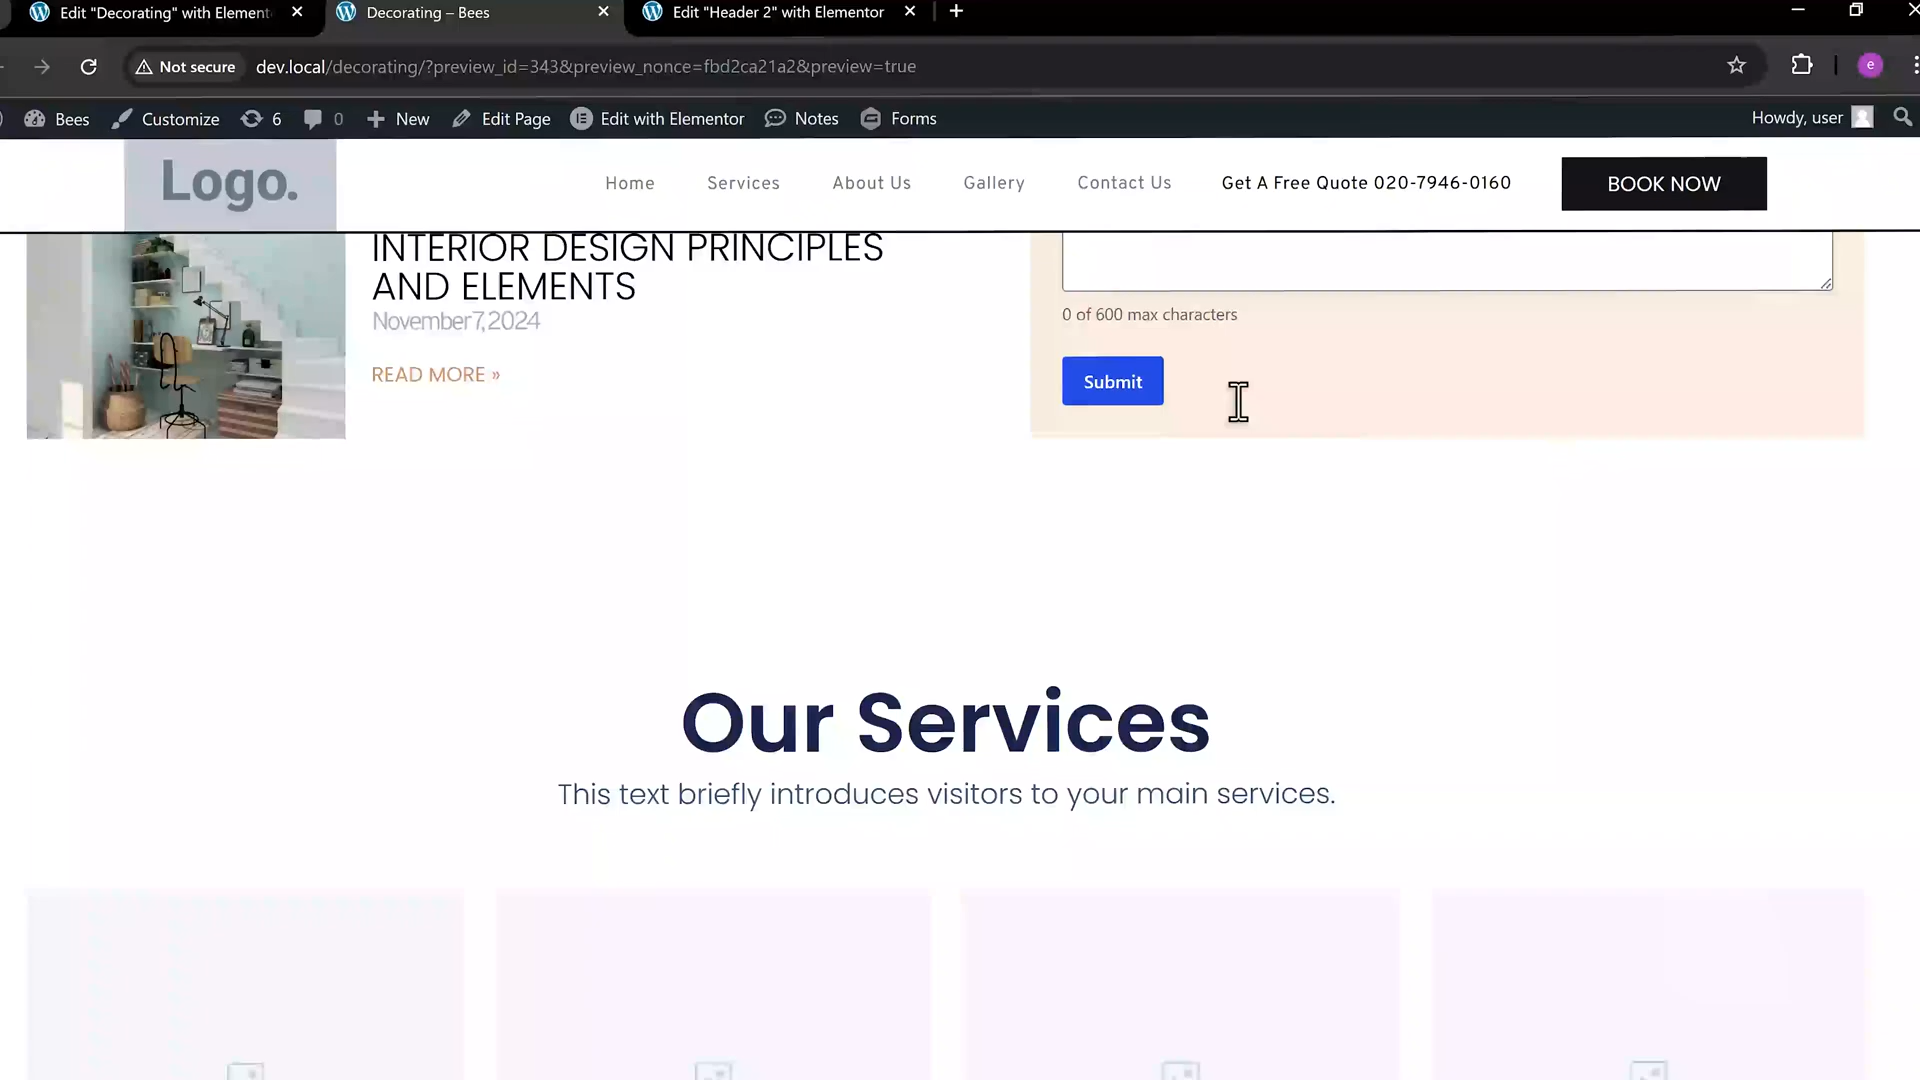 Edit "Decorating" with Element
Decorating – Bees
Edit "Header 2" with Elementor
Not secure
dev.local/decorating/?preview_id=343&preview_nonce=fbd2ca21a2&preview=true
e
Bees
Customize
6
0
New
Edit Page
Edit with Elementor
Notes
Forms
Howdy, user
Logo.
Home
Services
About Us
Gallery
Contact Us
Get A Free Quote 020-7946-0160
BOOK NOW
INTERIOR DESIGN PRINCIPLES
AND ELEMENTS
November 7, 2024
READ MORE »
0 of 600 max characters
Submit
Our Services
This text briefly introduces visitors to your main services.